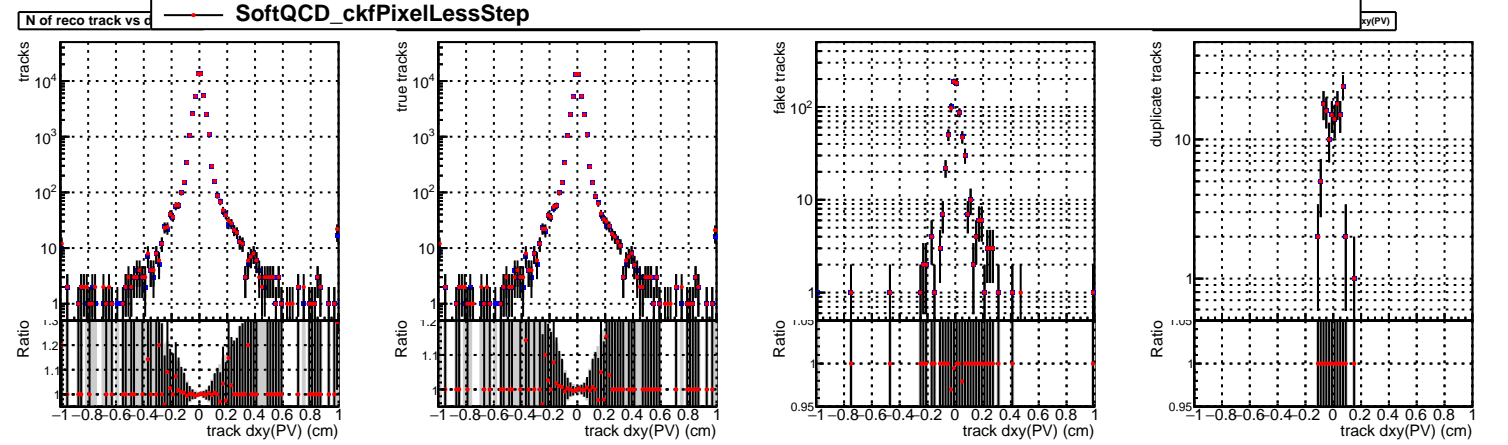 SoftQCD_ckfPixelLessStep
N of reco track vs d
xy(PV)
tracks
10⁴
10³
10²
10
1
Ratio
1.3
1.2
1.1
1
−1 −0.8 −0.6 −0.4 −0.2 0 0.2 0.4 0.6 0.8 1
track dxy(PV) (cm)
true tracks
10⁴
10³
10²
10
1
Ratio
1.2
1.1
1
−1 −0.8 −0.6 −0.4 −0.2 0 0.2 0.4 0.6 0.8 1
track dxy(PV) (cm)
fake tracks
10²
10
1
Ratio
1.05
1
0.95
−1 −0.8 −0.6 −0.4 −0.2 0 0.2 0.4 0.6 0.8 1
track dxy(PV) (cm)
duplicate tracks
10
1
Ratio
1.05
1
0.95
−1 −0.8 −0.6 −0.4 −0.2 0 0.2 0.4 0.6 0.8 1
track dxy(PV) (cm)